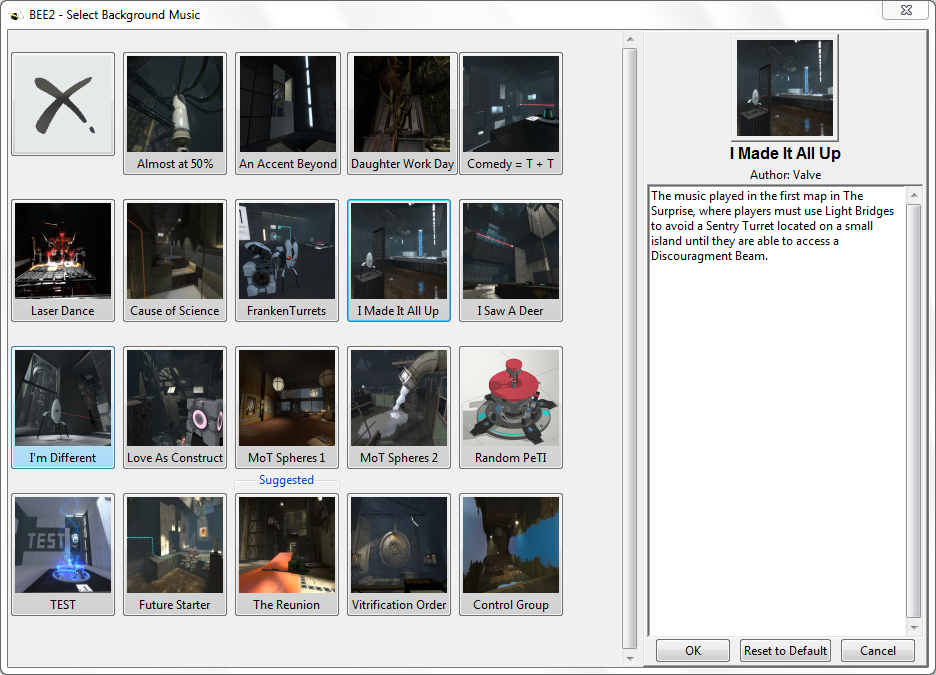 BEE2 - Select Background Music
Almost at 50%
An Accent Beyond
Daughter Work Day
Comedy = T + T
Laser Dance
Cause of Science
FrankenTurrets
I Made It All Up
I Saw A Deer
I'm Different
Love As Construct
MoT Spheres 1
MoT Spheres 2
Random PeTI
Suggested
TEST
TEST
Future Starter
The Reunion
Vitrification Order
Control Group
I Made It All Up
Author: Valve
The music played in the first map in The
Surprise, where players must use Light Bridges
to avoid a Sentry Turret located on a small
island until they are able to access a
Discouragment Beam.
OK
Reset to Default
Cancel